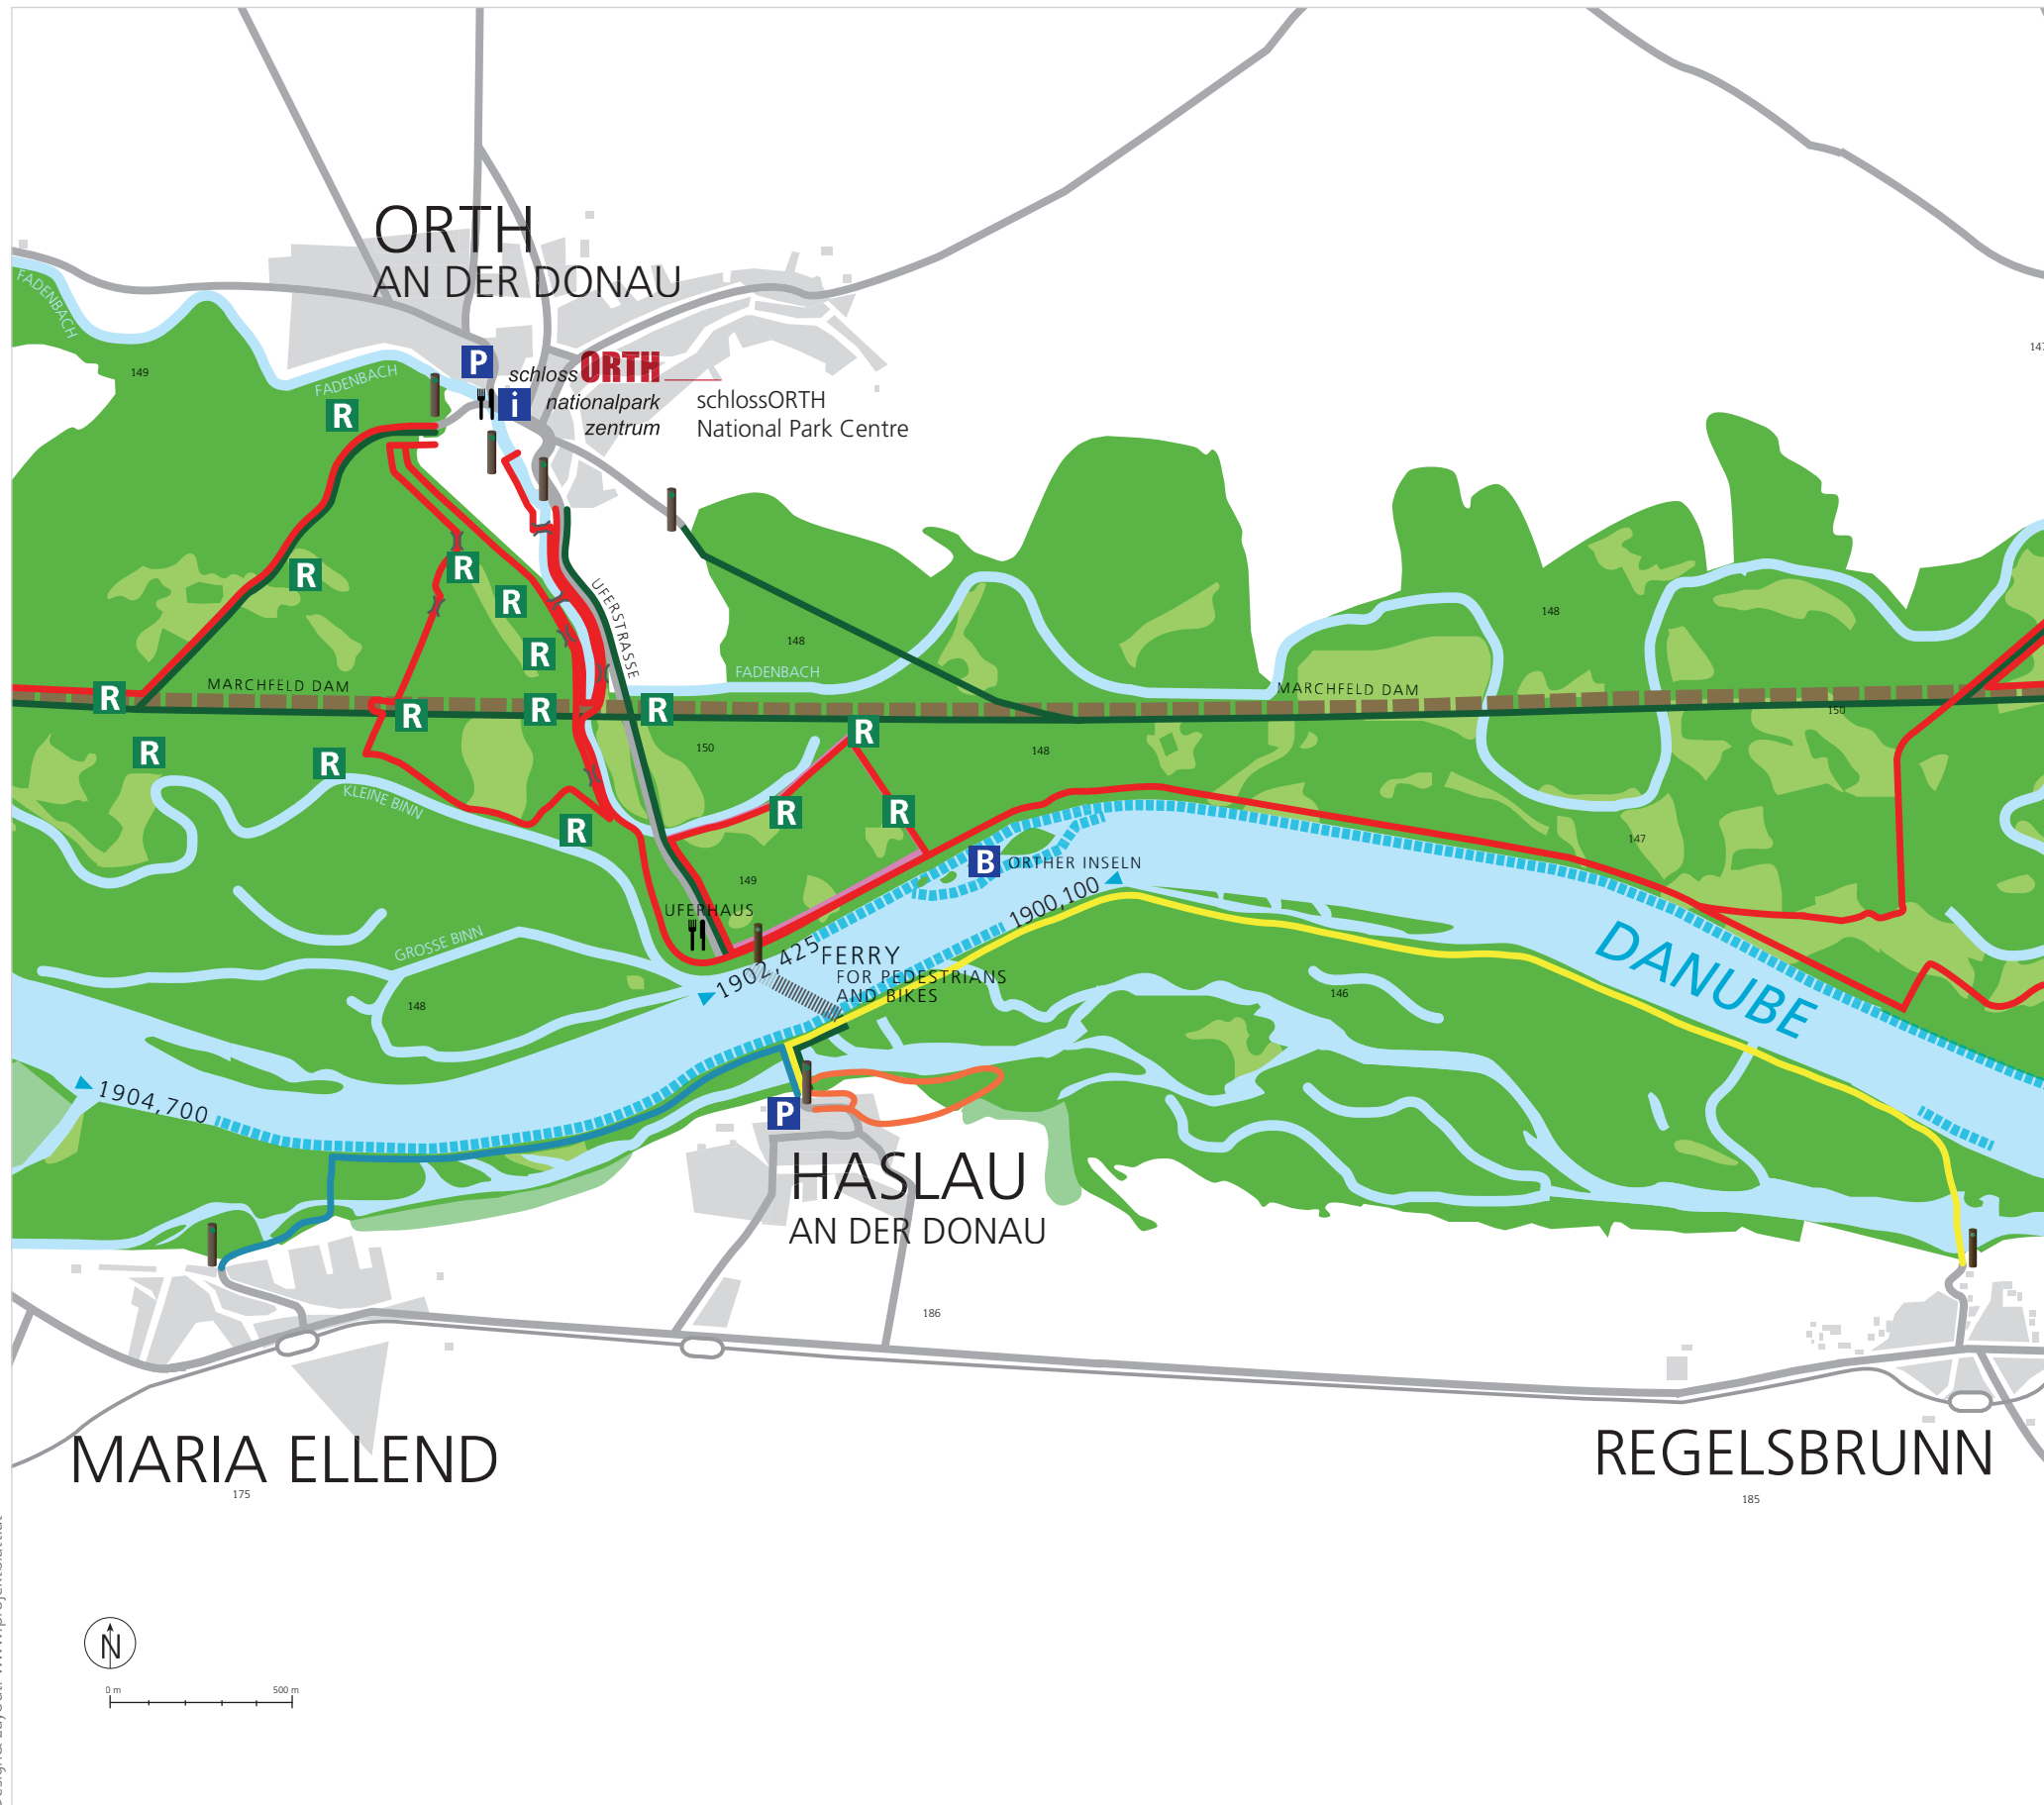 ORTH
AN DER DONAU
FADENBACH
149
FADENBACH
P
i
schloss ORTH
nationalpark
zentrum
schlossORTH
National Park Centre
147
R
R
R
R
R
UFERSTRASSE
148
FADENBACH
148
MARCHFELD DAM
MARCHFELD DAM
R
R
R
R
R
150
R
R
150
148
KLEINE BINN
R
R
R
147
149
B
ORTHER INSELN
1900,100
UFERHAUS
GROSSE BINN
1902,425
FERRY
FOR PEDESTRIANS
AND BIKES
DANUBE
148
146
1904,700
P
HASLAU
AN DER DONAU
186
MARIA ELLEND
175
REGELSBRUNN
185
N
0 m
500 m